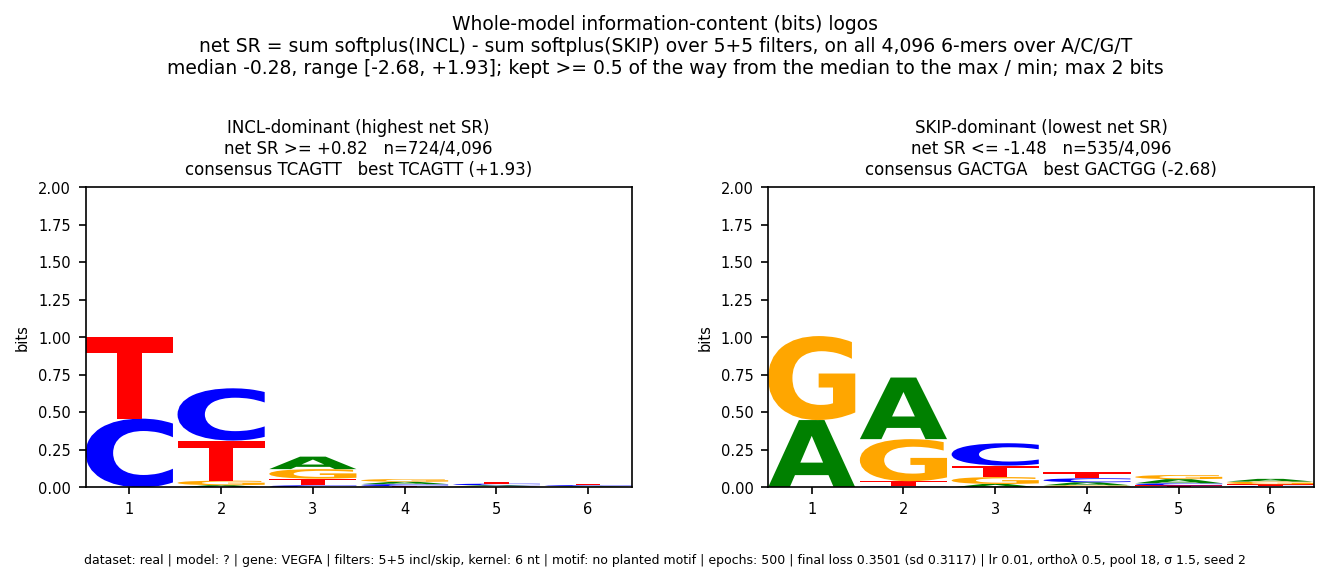 Whole-model information-content (bits) logos
net SR = sum softplus(INCL) - sum softplus(SKIP) over 5+5 filters, on all 4,096 6-mers over A/C/G/T
median -0.28, range [-2.68, +1.93]; kept >= 0.5 of the way from the median to the max / min; max 2 bits
INCL-dominant (highest net SR)
net SR >= +0.82   n=724/4,096
consensus TCAGTT   best TCAGTT (+1.93)
2.00
1.75
1.50
1.25
1.00
0.75
0.50
0.25
0.00
bits
T
C
C
T
G
A
G
T
1 2 3 4 5 6
SKIP-dominant (lowest net SR)
net SR <= -1.48   n=535/4,096
consensus GACTGA   best GACTGG (-2.68)
2.00
1.75
1.50
1.25
1.00
0.75
0.50
0.25
0.00
bits
G
A
A
G
T
C
T
G
A
1 2 3 4 5 6
dataset: real | model: ? | gene: VEGFA | filters: 5+5 incl/skip, kernel: 6 nt | motif: no planted motif | epochs: 500 | final loss 0.3501 (sd 0.3117) | lr 0.01, orthoλ 0.5, pool 18, σ 1.5, seed 2